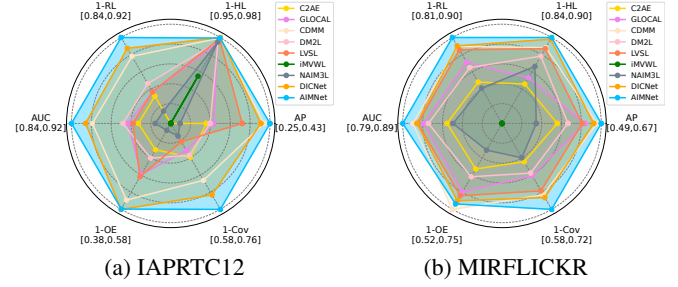 1-RL
[0.84,0.92]
1-HL
[0.95,0.98]
AUC
[0.84,0.92]
AP
[0.25,0.43]
1-OE
[0.38,0.58]
1-Cov
[0.58,0.76]
(a) IAPRTC12
C2AE
GLOCAL
CDMM
DM2L
LVSL
iMVWL
NAIM3L
DICNet
AIMNet
1-RL
[0.81,0.90]
1-HL
[0.84,0.90]
AUC
[0.79,0.89]
AP
[0.49,0.67]
1-OE
[0.52,0.75]
1-Cov
[0.58,0.72]
(b) MIRFLICKR
C2AE
GLOCAL
CDMM
DM2L
LVSL
iMVWL
NAIM3L
DICNet
AIMNet